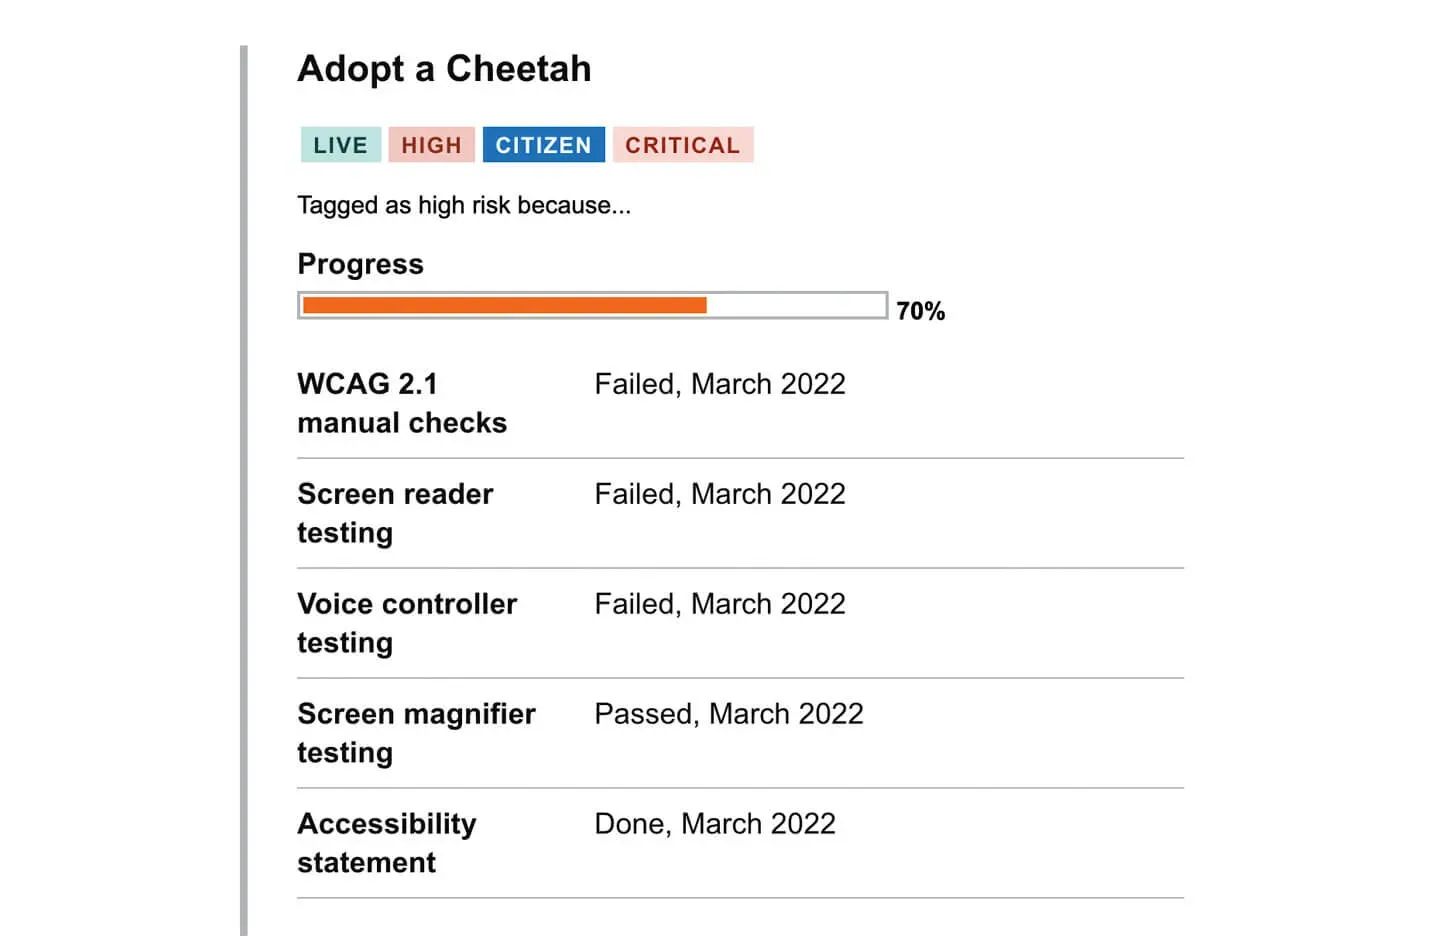 Adopt a Cheetah
LIVE HIGH CITIZEN CRITICAL
Tagged as high risk because...
Progress
70%
WCAG 2.1 Failed, March 2022
manual checks
Screen reader Failed, March 2022
testing
Voice controller Failed, March 2022
testing
Screen magnifier Passed, March 2022
testing
Accessibility Done, March 2022
statement